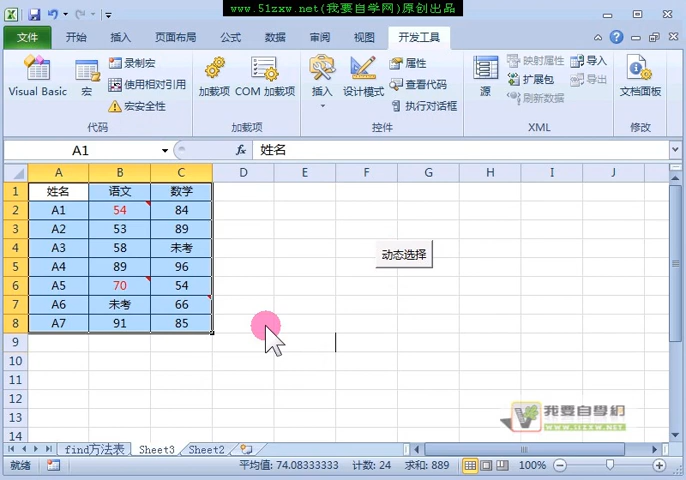 www.51zxw.net(我要自学网)原创出品
文件 开始 插入 页面布局 公式 数据 审阅 视图 开发工具
Visual Basic 宏 录制宏 使用相对引用 宏安全性
代码
加载项 COM 加载项
加载项
插入 设计模式 属性 查看代码 执行对话框
控件
源 映射属性 扩展包 刷新数据 导入 导出
XML
文档面板
修改
A1 fx 姓名
A B C D E F G H I J
1 姓名 语文 数学
2 A1 54 84
3 A2 53 89
4 A3 58 未考
5 A4 89 96
6 A5 70 54
7 A6 未考 66
8 A7 91 85
9
10
11
12
13
14
动态选择
我要自学网
WWW.51ZXW.NET
find方法表 Sheet3 Sheet2
就绪 平均值: 74.08333333 计数: 24 求和: 889 100%